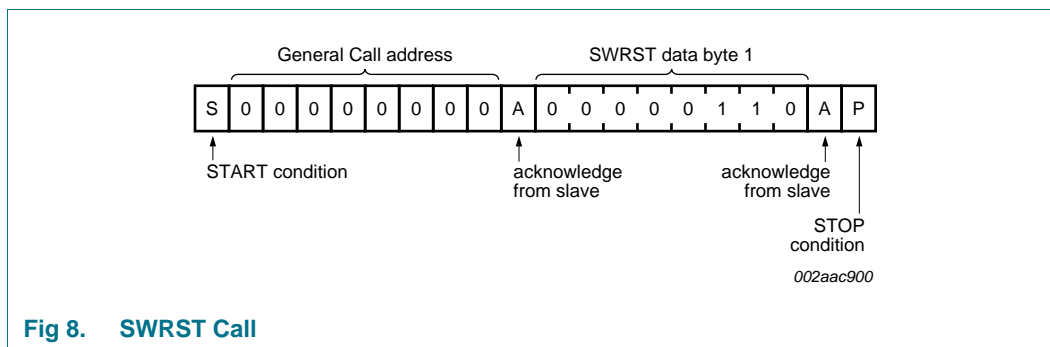 General Call address SWRST data byte 1
S 0 0 0 0 0 0 0 0 A 0 0 0 0 0 1 1 0 A P
START condition acknowledge acknowledge
from slave from slave
STOP
condition
002aac900
Fig 8. SWRST Call